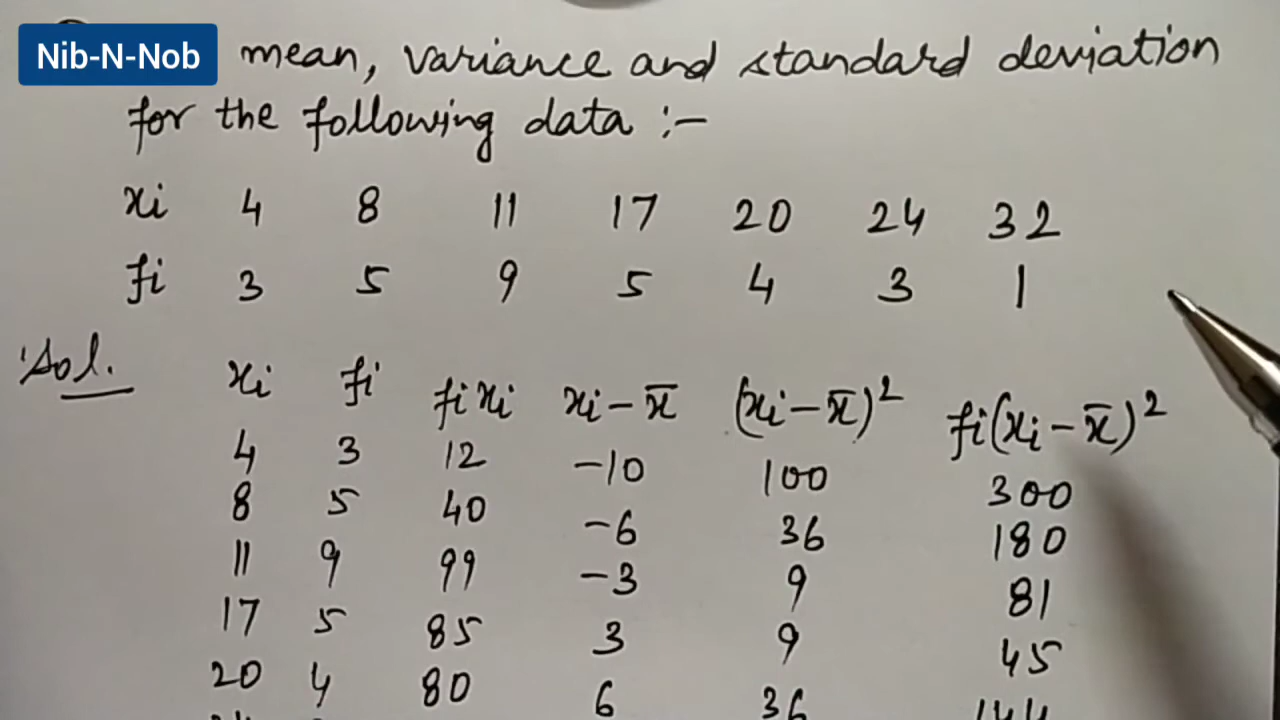 Nib-N-Nob
mean, variance and standard deviation
for the following data :-
xi 4 8 11 17 20 24 32
fi 3 5 9 5 4 3 1
Sol.
xi fi fi xi xi – x̄ (xi – x̄)² fi(xi – x̄)²
4 3 12 -10 100 300
8 5 40 -6 36 180
11 9 99 -3 9 81
17 5 85 3 9 45
20 4 80 6 36 144